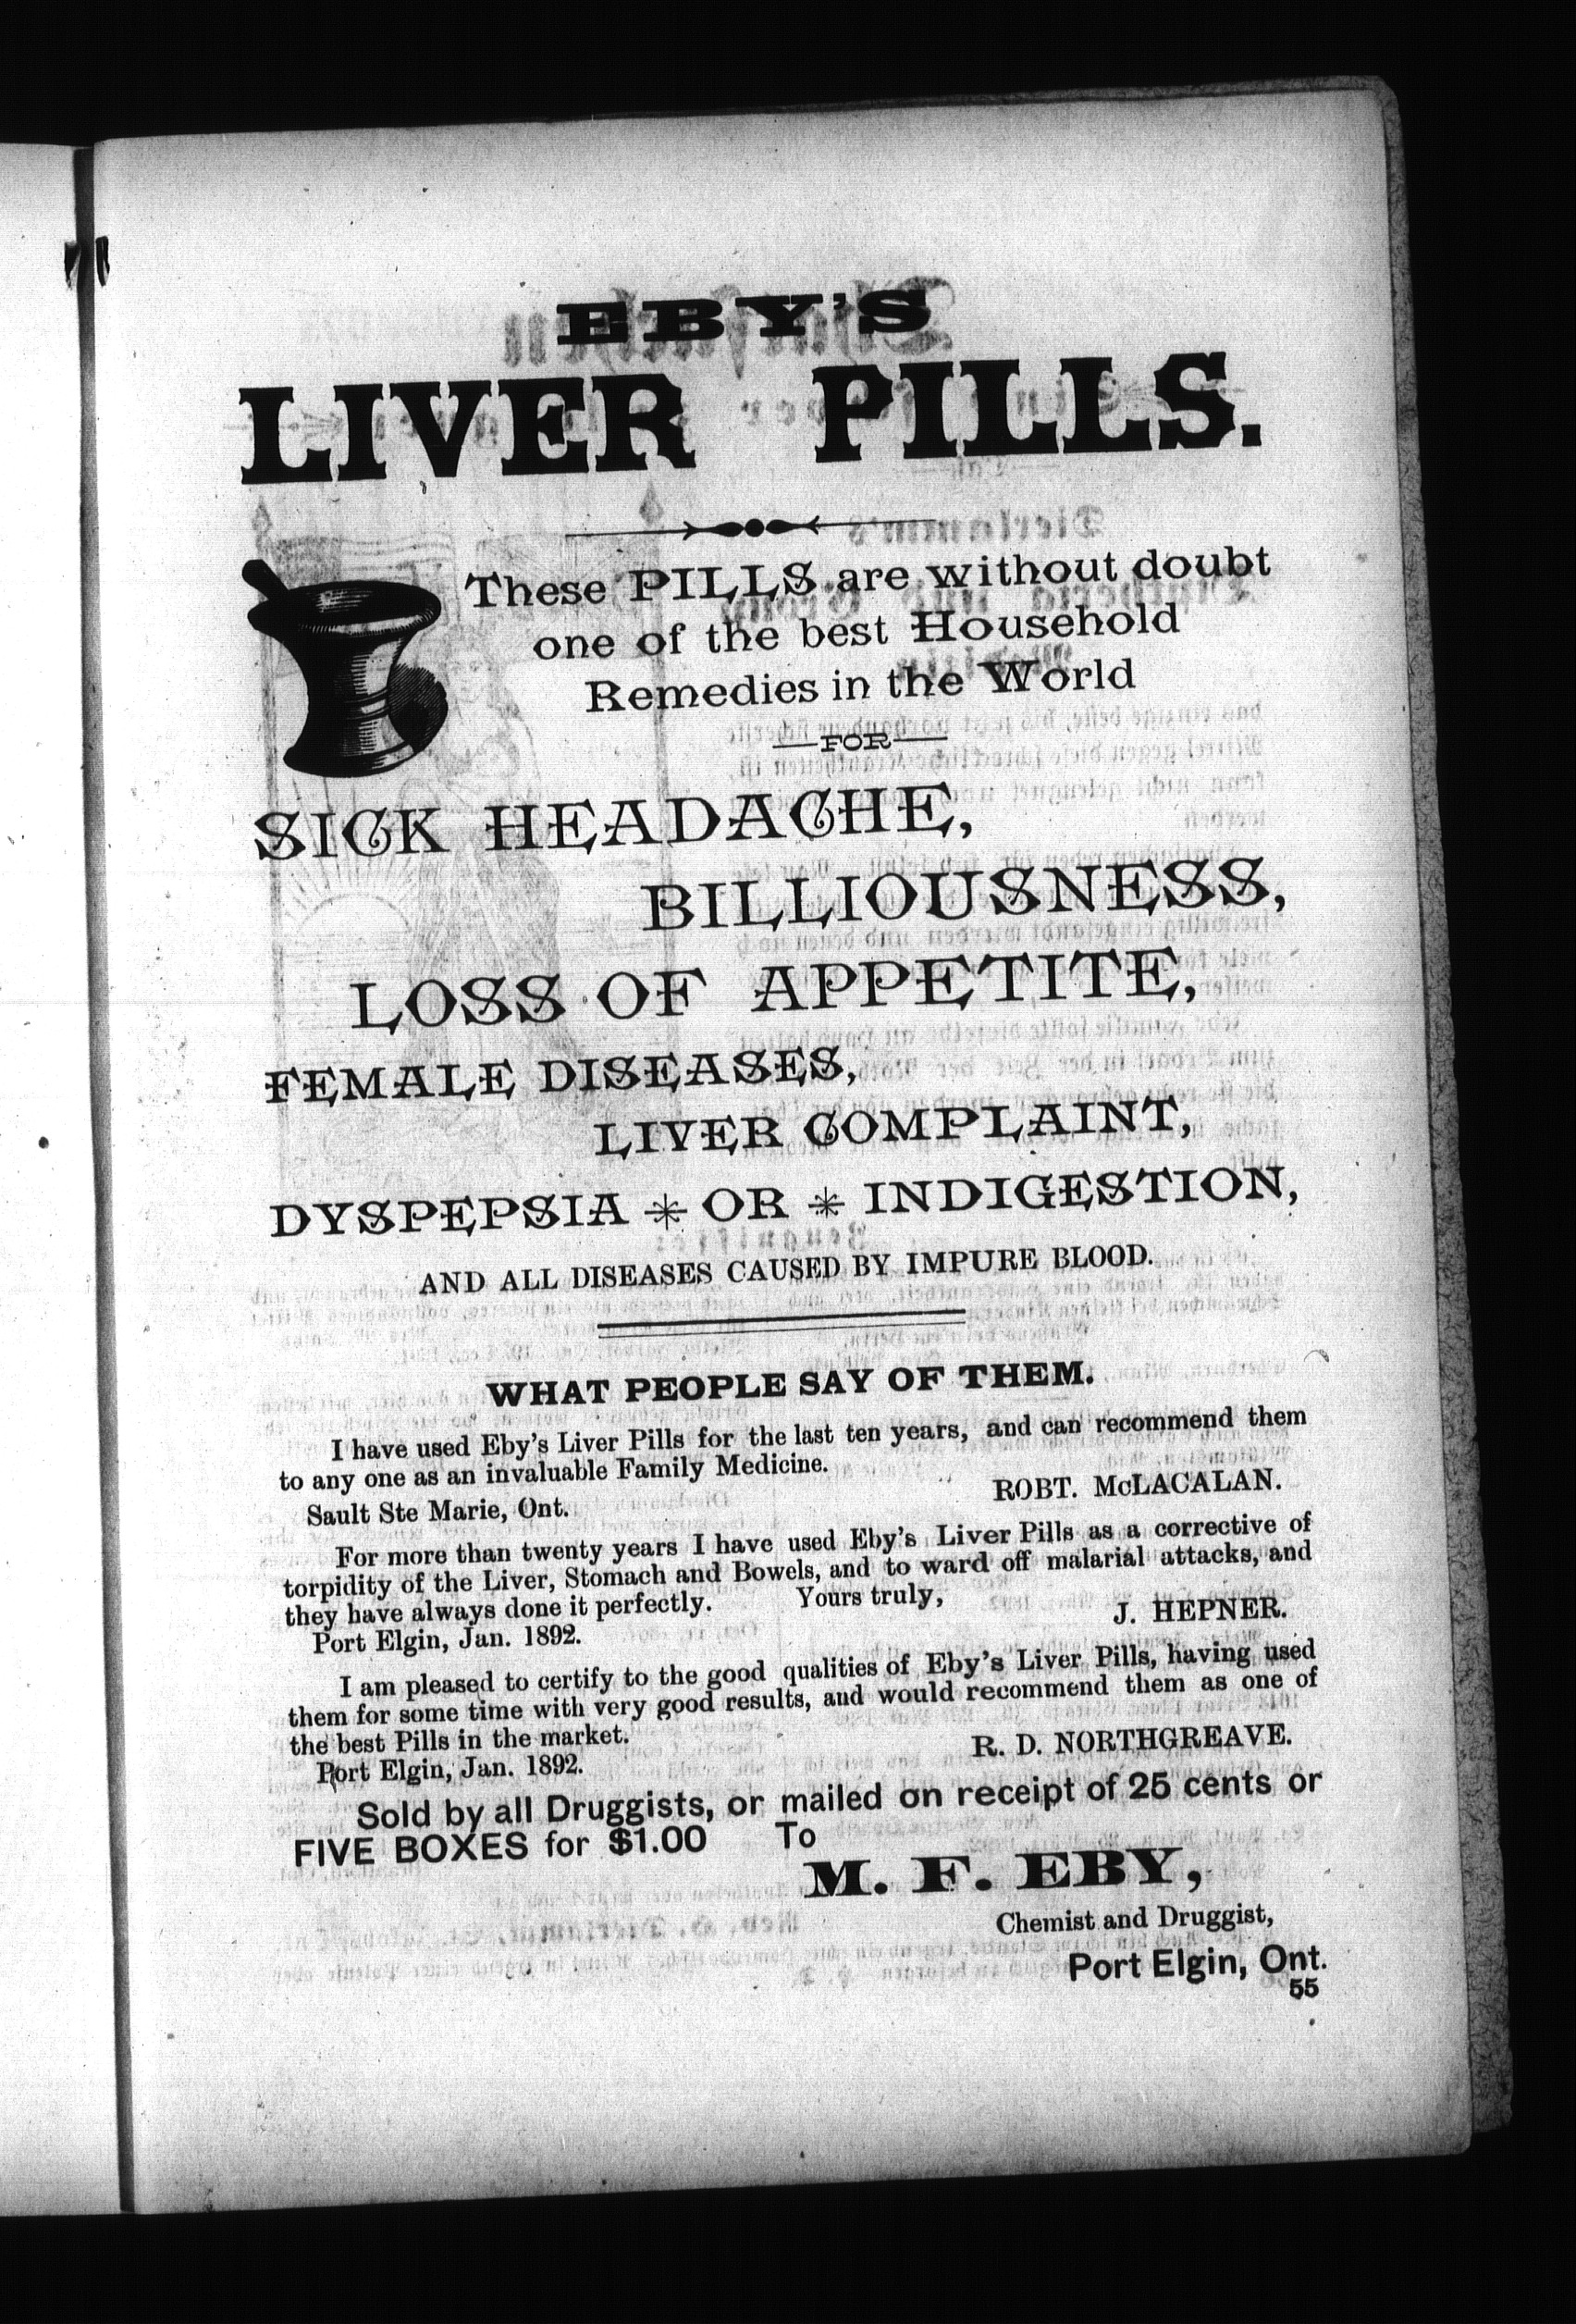 EBY'S
LIVER PILLS.
These PILLS are without doubt
one of the best Household
Remedies in the World
—FOR—
SICK HEADACHE,
BILLIOUSNESS,
LOSS OF APPETITE,
FEMALE DISEASES,
LIVER COMPLAINT,
DYSPEPSIA * OR * INDIGESTION,
AND ALL DISEASES CAUSED BY IMPURE BLOOD.
WHAT PEOPLE SAY OF THEM.
I have used Eby's Liver Pills for the last ten years, and can recommend them
to any one as an invaluable Family Medicine.
ROBT. McLACALAN.
Sault Ste Marie, Ont.
For more than twenty years I have used Eby's Liver Pills as a corrective of
torpidity of the Liver, Stomach and Bowels, and to ward off malarial attacks, and
they have always done it perfectly. Yours truly,
J. HEPNER.
Port Elgin, Jan. 1892.
I am pleased to certify to the good qualities of Eby's Liver Pills, having used
them for some time with very good results, and would recommend them as one of
the best Pills in the market.
R. D. NORTHGREAVE.
Port Elgin, Jan. 1892.
Sold by all Druggists, or mailed on receipt of 25 cents or
FIVE BOXES for $1.00 To
M. F. EBY,
Chemist and Druggist,
Port Elgin, Ont.
55